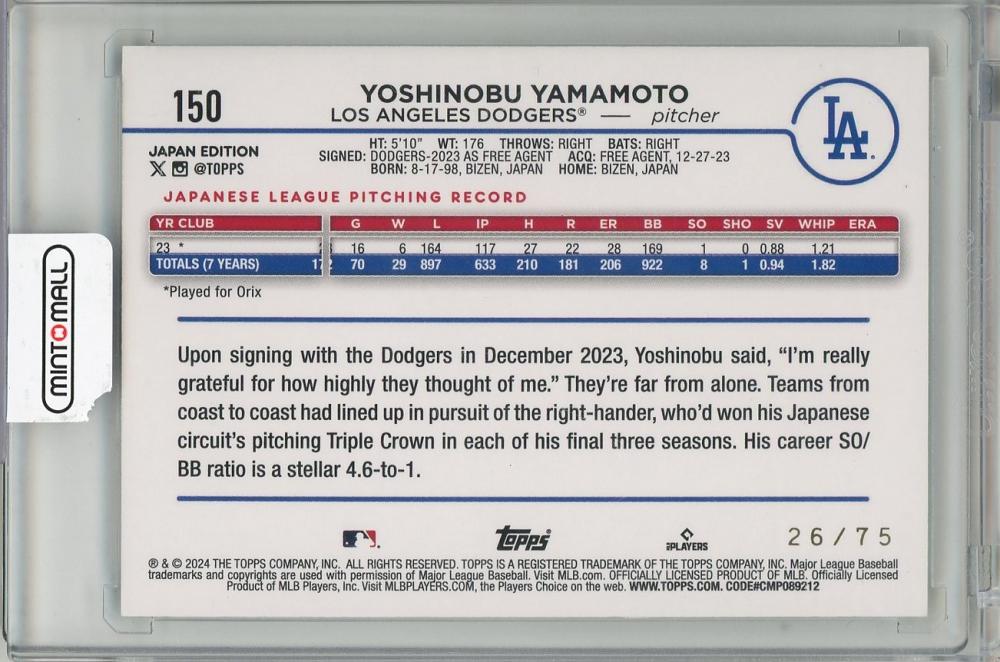 150
YOSHINOBU YAMAMOTO
LOS ANGELES DODGERS® — pitcher
LA
JAPAN EDITION
X @TOPPS
HT: 5'10" WT: 176 THROWS: RIGHT BATS: RIGHT
SIGNED: DODGERS-2023 AS FREE AGENT ACQ: FREE AGENT, 12-27-23
BORN: 8-17-98, BIZEN, JAPAN HOME: BIZEN, JAPAN
JAPANESE LEAGUE PITCHING RECORD
YR CLUB G W L IP H R ER BB SO SHO SV WHIP ERA
23 * 16 6 164 117 27 22 28 169 1 0 0.88 1.21
TOTALS (7 YEARS) 70 29 897 633 210 181 206 922 8 1 0.94 1.82
*Played for Orix
MINTOMALL
Upon signing with the Dodgers in December 2023, Yoshinobu said, “I'm really
grateful for how highly they thought of me.” They're far from alone. Teams from
coast to coast had lined up in pursuit of the right-hander, who'd won his Japanese
circuit's pitching Triple Crown in each of his final three seasons. His career SO/
BB ratio is a stellar 4.6-to-1.
Topps
PLAYERS
26/75
® & © 2024 THE TOPPS COMPANY, INC. ALL RIGHTS RESERVED. TOPPS IS A REGISTERED TRADEMARK OF THE TOPPS COMPANY, INC. Major League Baseball
trademarks and copyrights are used with permission of Major League Baseball. Visit MLB.com. OFFICIALLY LICENSED PRODUCT OF MLB. Officially Licensed
Product of MLB Players, Inc. Visit MLBPLAYERS.COM, the Players Choice on the web. WWW.TOPPS.COM. CODE#CMP089212